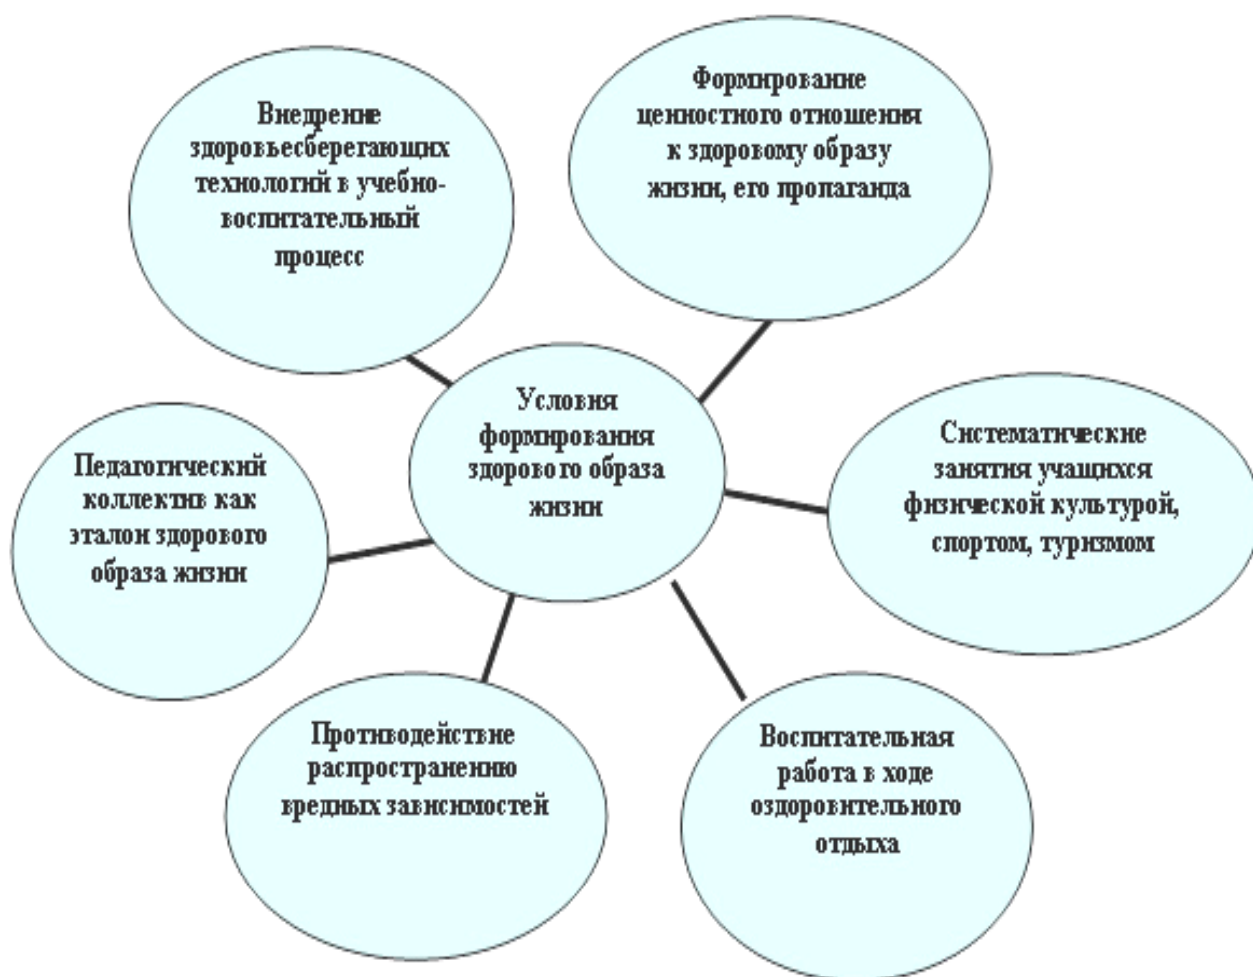 Внедрение
здоровьесберегающих
технологий в учебно-
воспитательный
процесс
Формирование
ценностного отношения
к здоровому образу
жизни, его пропаганда
Условия
формирования
здорового образа
жизни
Систематические
занятия учащихся
физической культурой,
спортом, туризмом
Педагогический
коллектив как
эталон здорового
образа жизни
Противодействие
распространению
вредных зависимостей
Воспитательная
работа в ходе
оздоровительного
отдыха